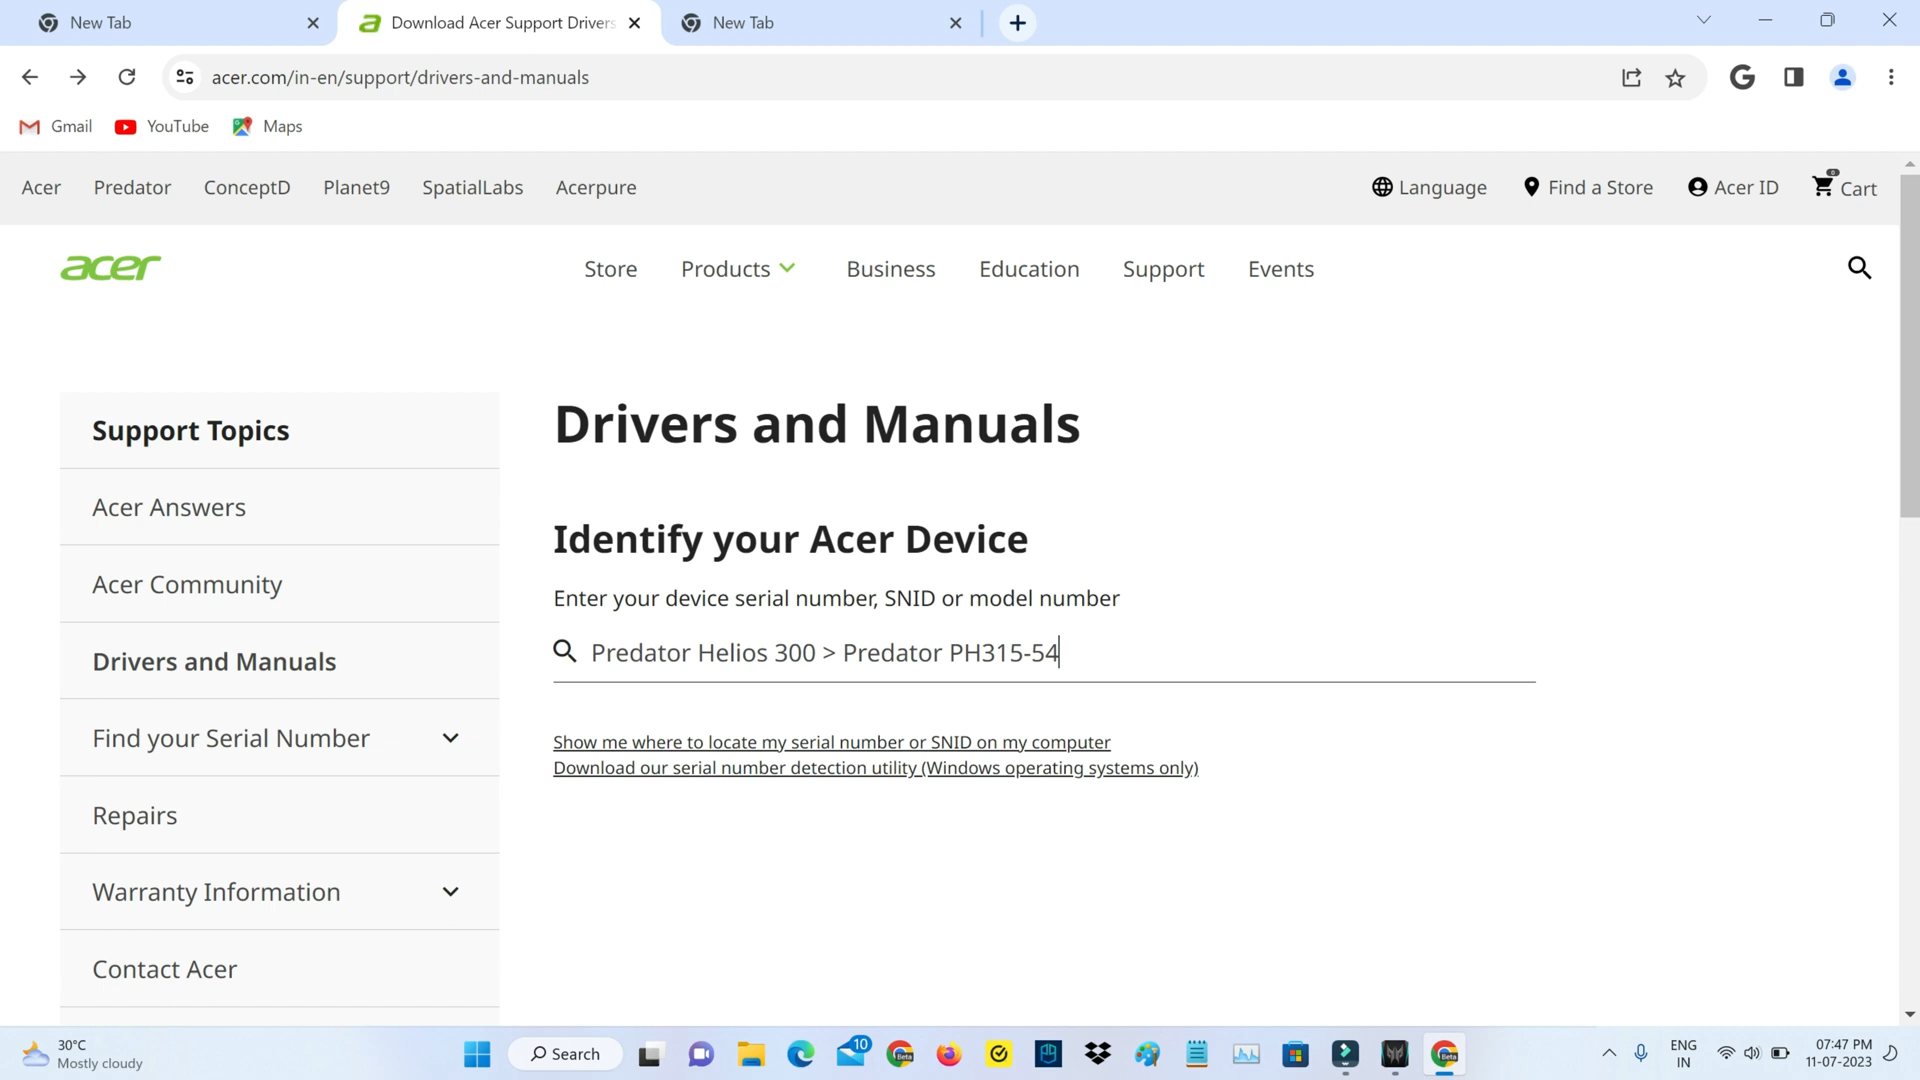 New Tab
Download Acer Support Drivers
New Tab
acer.com/in-en/support/drivers-and-manuals
Gmail
YouTube
Maps
Acer
Predator
ConceptD
Planet9
SpatialLabs
Acerpure
Language
Find a Store
Acer ID
0
Cart
acer
Store
Products
Business
Education
Support
Events
Support Topics
Acer Answers
Acer Community
Drivers and Manuals
Find your Serial Number
Repairs
Warranty Information
Contact Acer
Drivers and Manuals
Identify your Acer Device
Enter your device serial number, SNID or model number
Predator Helios 300 > Predator PH315-54
Show me where to locate my serial number or SNID on my computer
Download our serial number detection utility (Windows operating systems only)
30°C
Mostly cloudy
Search
10
Beta
Beta
ENG
IN
07:47 PM
11-07-2023